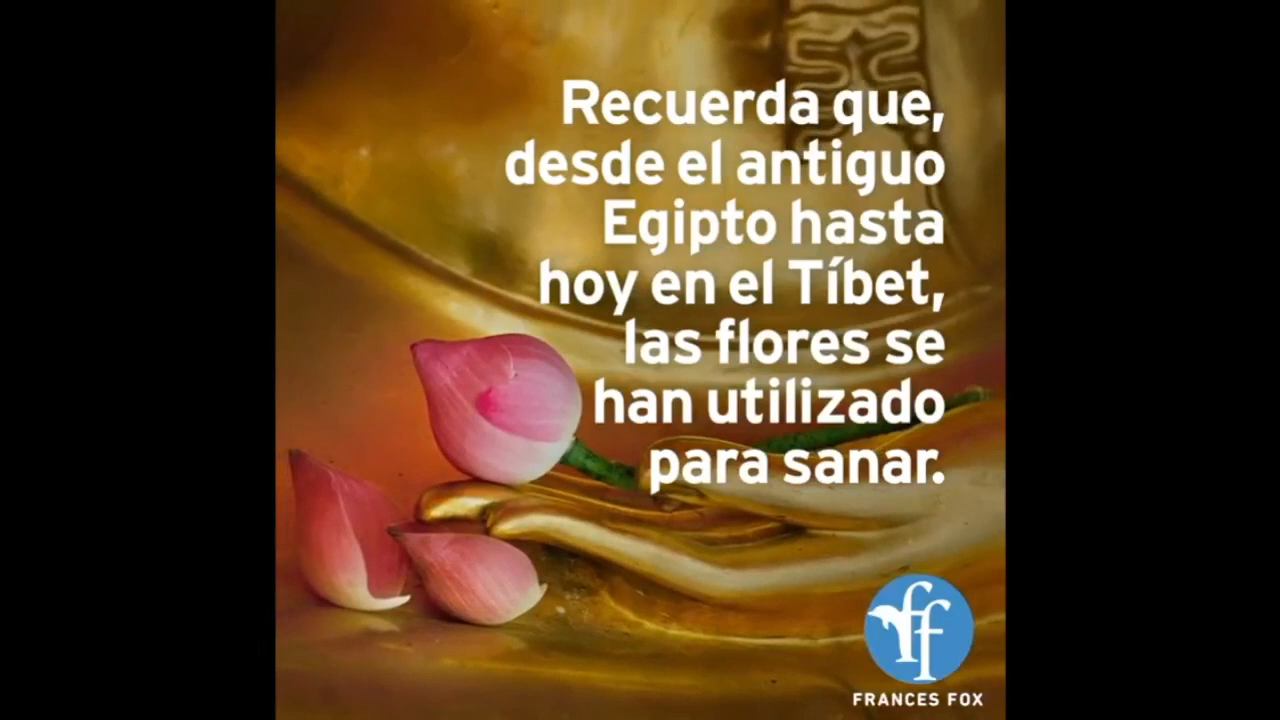 Recuerda que,
desde el antiguo
Egipto hasta
hoy en el Tíbet,
las flores se
han utilizado
para sanar.
ff
FRANCES FOX